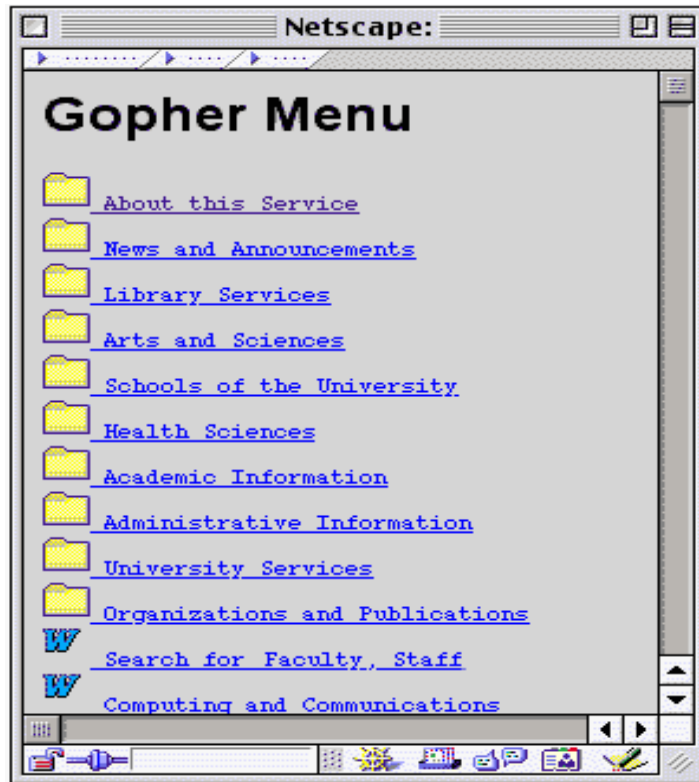 Netscape:
Gopher Menu
About this Service
News and Announcements
Library Services
Arts and Sciences
Schools of the University
Health Sciences
Academic Information
Administrative Information
University Services
Organizations and Publications
W Search for Faculty, Staff
W Computing and Communications